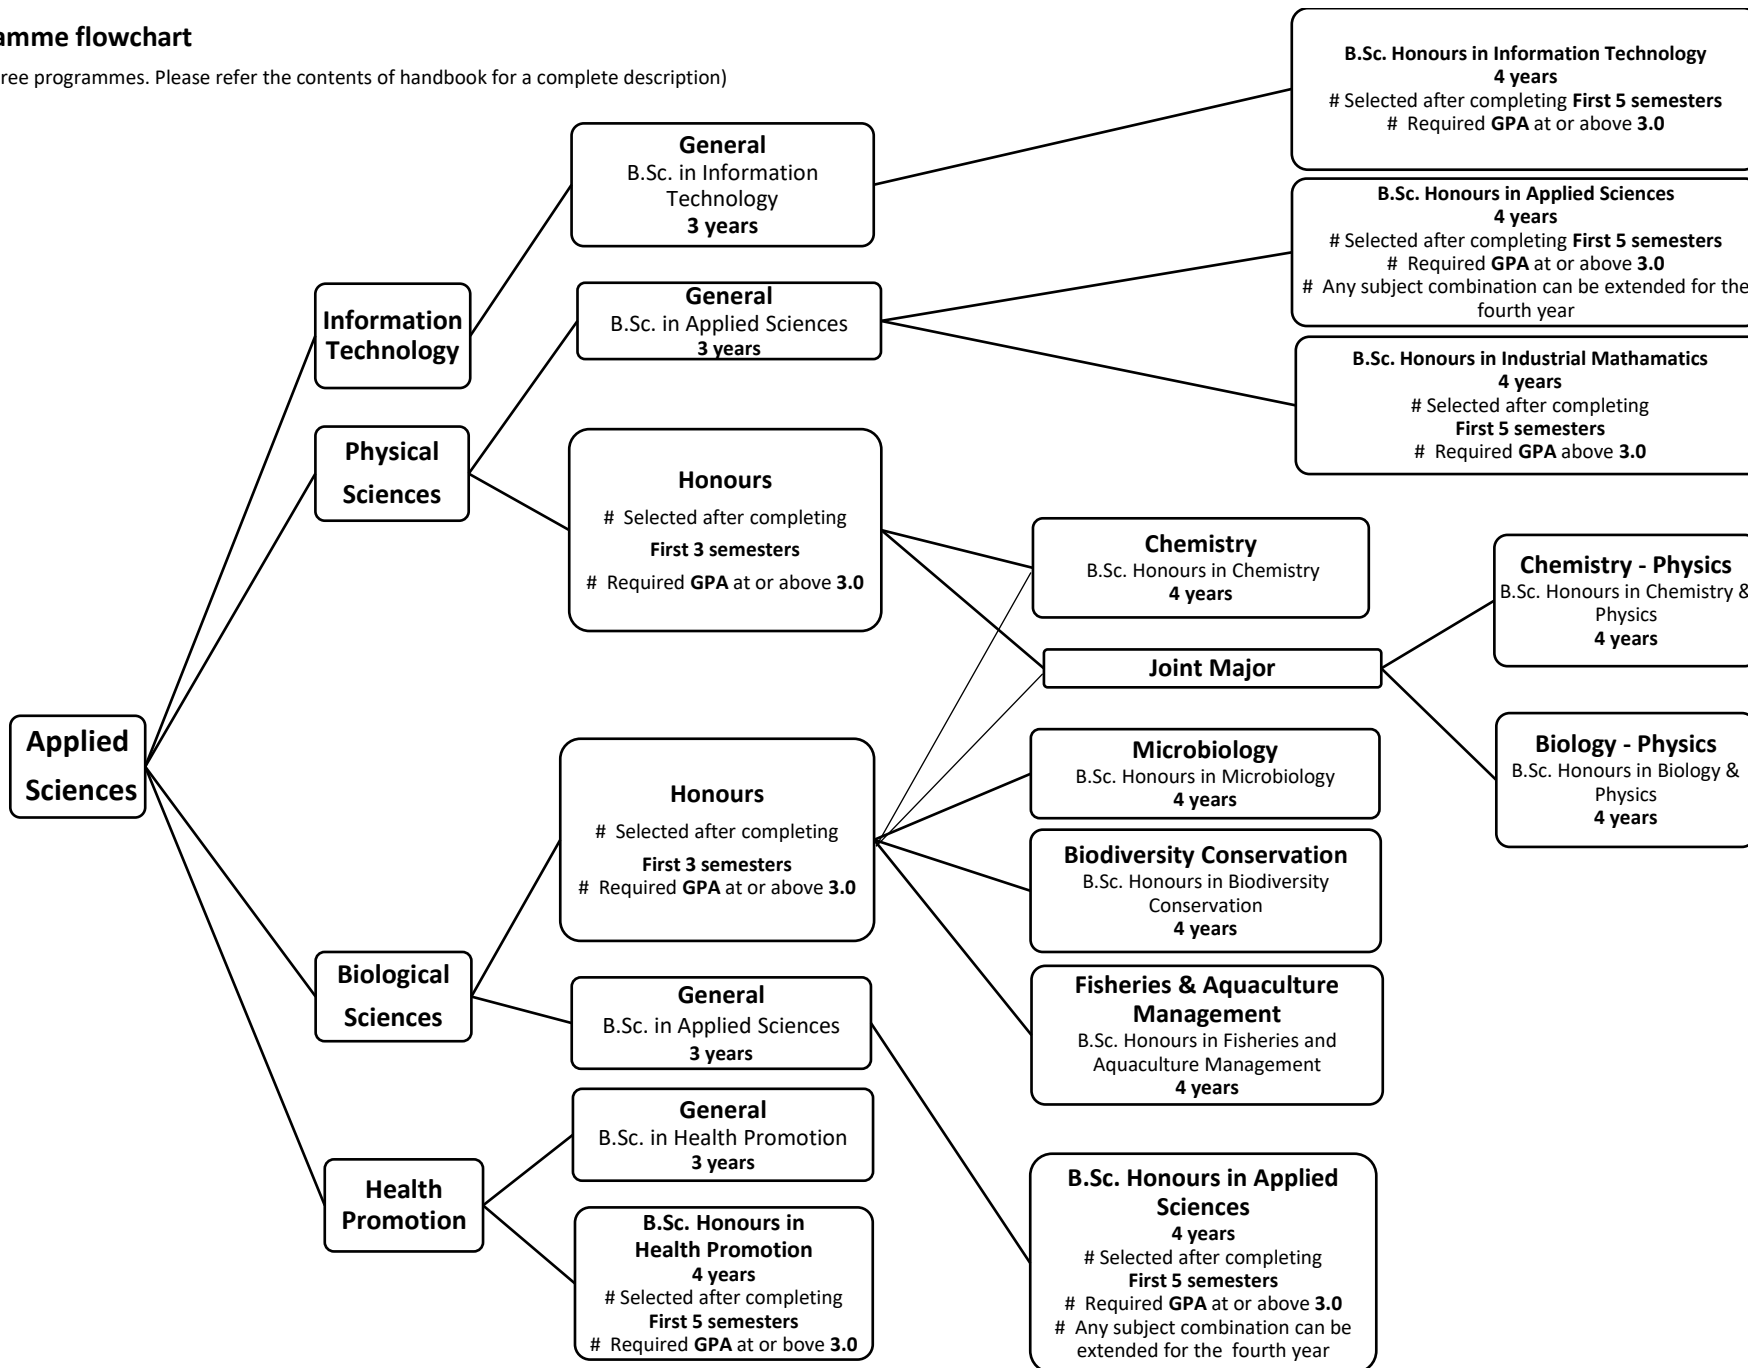 amme flowchart
ree programmes. Please refer the contents of handbook for a complete description)
B.Sc. Honours in Information Technology
4 years
# Selected after completing First 5 semesters
# Required GPA at or above 3.0
General
B.Sc. in Information
Technology
3 years
B.Sc. Honours in Applied Sciences
4 years
# Selected after completing First 5 semesters
# Required GPA at or above 3.0
# Any subject combination can be extended for the
fourth year
Information
Technology
General
B.Sc. in Applied Sciences
3 years
B.Sc. Honours in Industrial Mathamatics
4 years
# Selected after completing
First 5 semesters
# Required GPA above 3.0
Physical
Sciences
Honours
# Selected after completing
First 3 semesters
# Required GPA at or above 3.0
Chemistry
B.Sc. Honours in Chemistry
4 years
Chemistry - Physics
B.Sc. Honours in Chemistry &
Physics
4 years
Joint Major
Applied
Sciences
Honours
# Selected after completing
First 3 semesters
# Required GPA at or above 3.0
Microbiology
B.Sc. Honours in Microbiology
4 years
Biology - Physics
B.Sc. Honours in Biology &
Physics
4 years
Biodiversity Conservation
B.Sc. Honours in Biodiversity
Conservation
4 years
Biological
Sciences
General
B.Sc. in Applied Sciences
3 years
Fisheries & Aquaculture
Management
B.Sc. Honours in Fisheries and
Aquaculture Management
4 years
General
B.Sc. in Health Promotion
3 years
Health
Promotion
B.Sc. Honours in
Health Promotion
4 years
# Selected after completing
First 5 semesters
# Required GPA at or bove 3.0
B.Sc. Honours in Applied
Sciences
4 years
# Selected after completing
First 5 semesters
# Required GPA at or above 3.0
# Any subject combination can be
extended for the fourth year